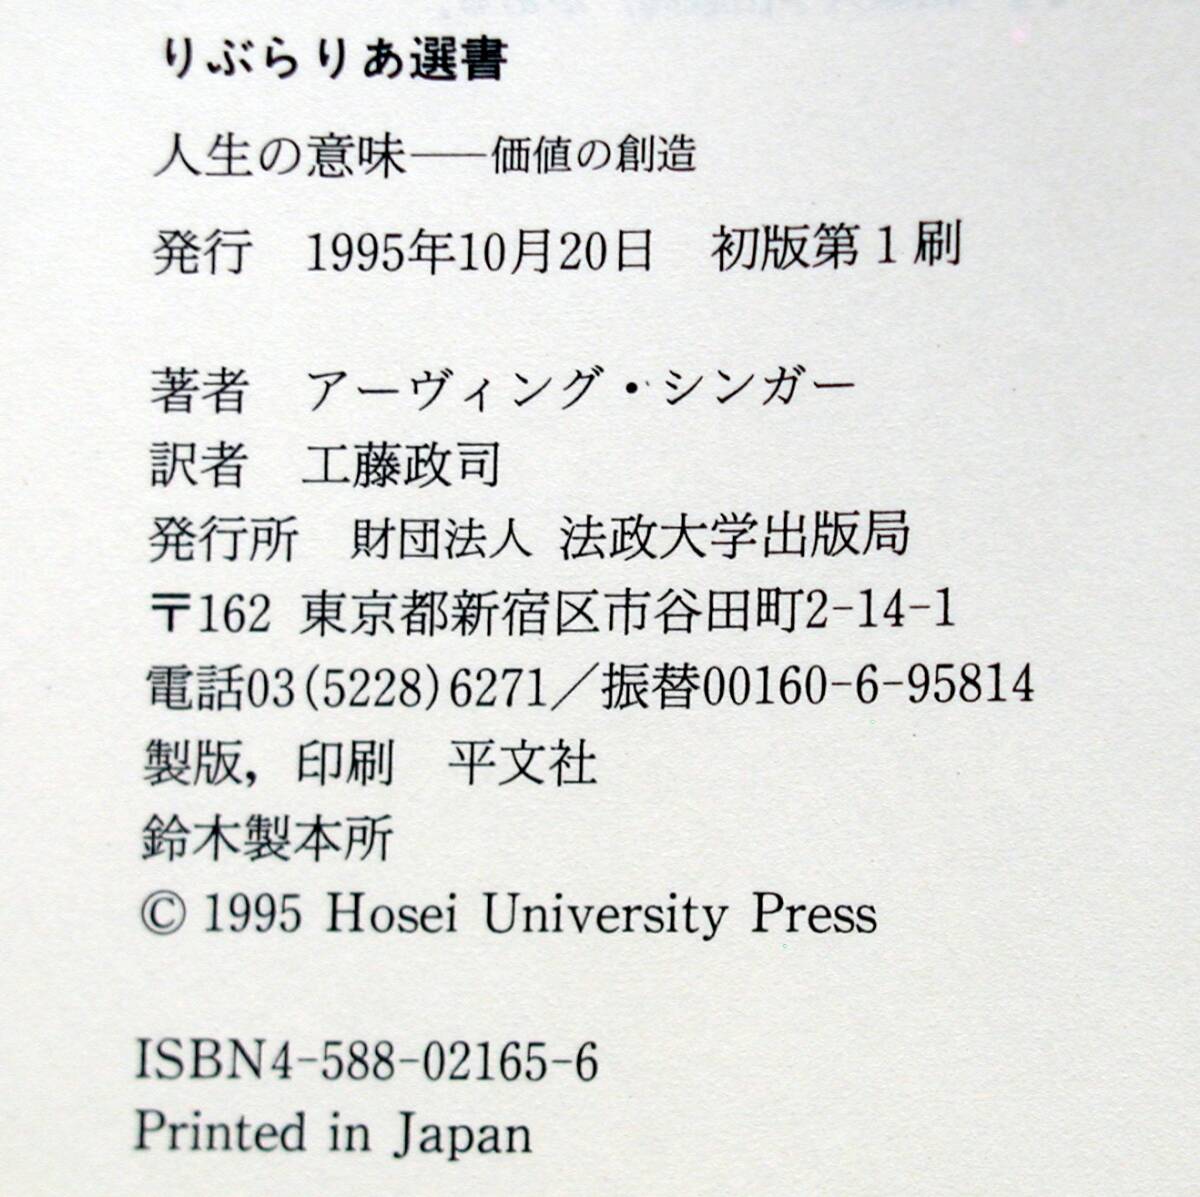 りぶらりあ選書
人生の意味――価値の創造
発行　1995年10月20日　初版第1刷
著者　アーヴィング・シンガー
訳者　工藤政司
発行所　財団法人 法政大学出版局
〒162 東京都新宿区市谷田町2-14-1
電話03(5228)6271／振替00160-6-95814
製版，印刷　平文社
鈴木製本所
© 1995 Hosei University Press
ISBN4-588-02165-6
Printed in Japan